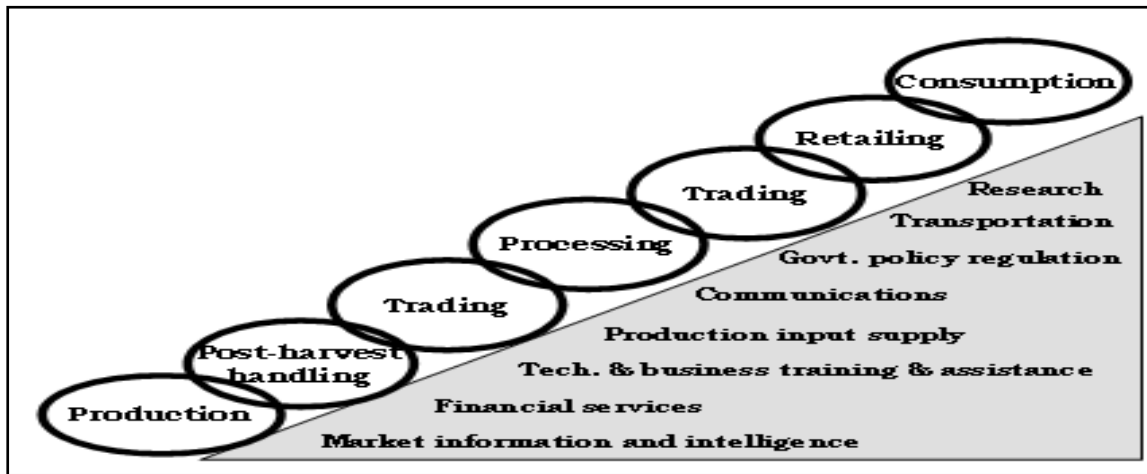 Consumption
Retailing
Trading
Processing
Trading
Post-harvest
handling
Production
Research
Transportation
Govt. policy regulation
Communications
Production input supply
Tech. & business training & assistance
Financial services
Market information and intelligence